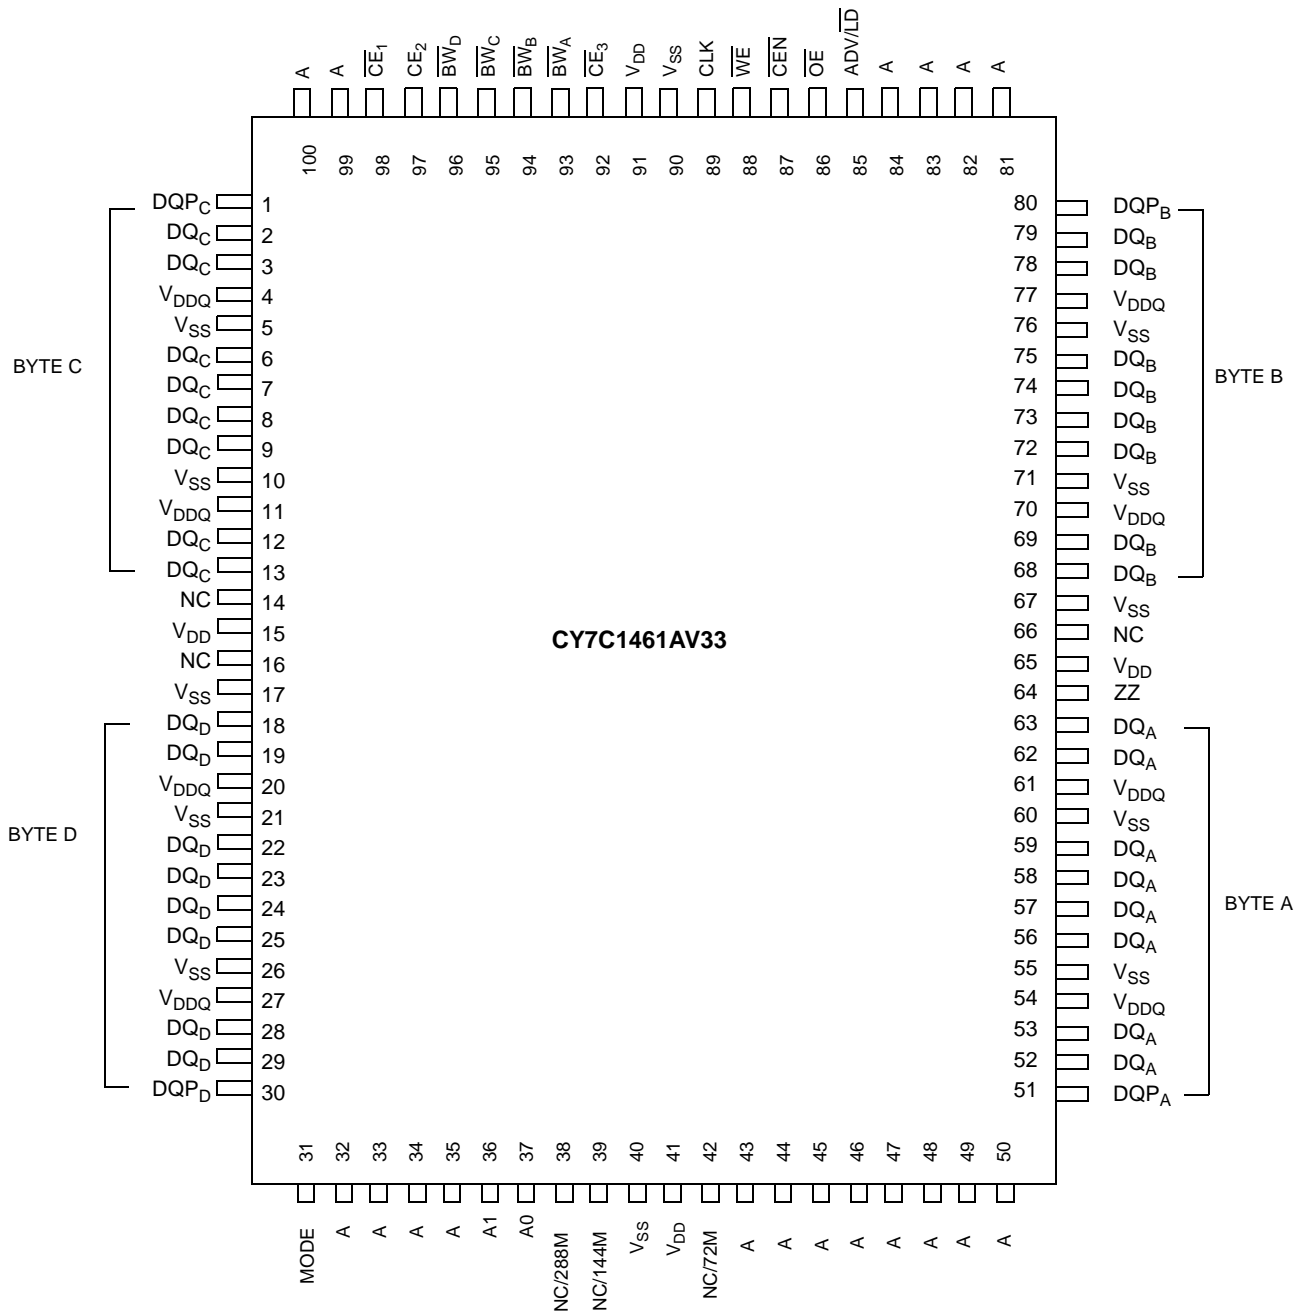 A A CE1 CE2 BWD BWC BWB BWA CE3 VDD VSS CLK WE CEN OE ADV/LD A A A A
100 99 98 97 96 95 94 93 92 91 90 89 88 87 86 85 84 83 82 81
DQPC 1 80 DQPB
DQC 2 79 DQB
DQC 3 78 DQB
VDDQ 4 77 VDDQ
VSS 5 76 VSS
DQC 6 75 DQB
BYTE C
BYTE B
DQC 7 74 DQB
DQC 8 73 DQB
DQC 9 72 DQB
VSS 10 71 VSS
VDDQ 11 70 VDDQ
DQC 12 69 DQB
DQC 13 68 DQB
NC 14 67 VSS
VDD 15 66 NC
CY7C1461AV33
NC 16 65 VDD
VSS 17 64 ZZ
DQD 18 63 DQA
DQD 19 62 DQA
VDDQ 20 61 VDDQ
VSS 21 60 VSS
BYTE D
DQD 22 59 DQA
DQD 23 58 DQA
DQD 24 57 DQA
BYTE A
DQD 25 56 DQA
VSS 26 55 VSS
VDDQ 27 54 VDDQ
DQD 28 53 DQA
DQD 29 52 DQA
DQPD 30 51 DQPA
31 32 33 34 35 36 37 38 39 40 41 42 43 44 45 46 47 48 49 50
MODE A A A A A1 A0 NC/288M NC/144M VSS VDD NC/72M A A A A A A A A